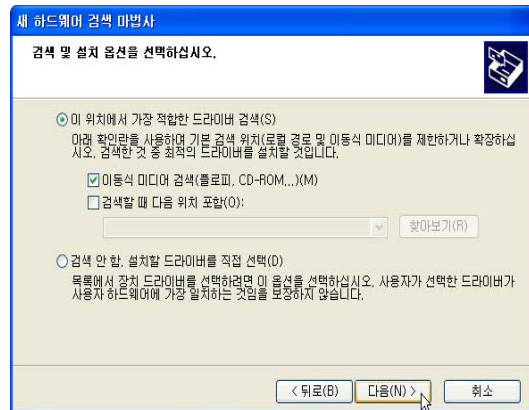 새 하드웨어 검색 마법사
검색 및 설치 옵션을 선택하십시오.
이 위치에서 가장 적합한 드라이버 검색(S)
아래 확인란을 사용하여 기본 검색 위치(로컬 경로 및 이동식 미디어)를 제한하거나 확장하십
시오. 검색한 것 중 최적의 드라이버를 설치할 것입니다.
이동식 미디어 검색(플로피, CD-ROM...)(M)
검색할 때 다음 위치 포함(O):
찾아보기(R)
검색 안 함. 설치할 드라이버를 직접 선택(D)
목록에서 장치 드라이버를 선택하려면 이 옵션을 선택하십시오. 사용자가 선택한 드라이버가
사용자 하드웨어에 가장 일치하는 것임을 보장하지 않습니다.
< 뒤로(B) 다음(N) > 취소